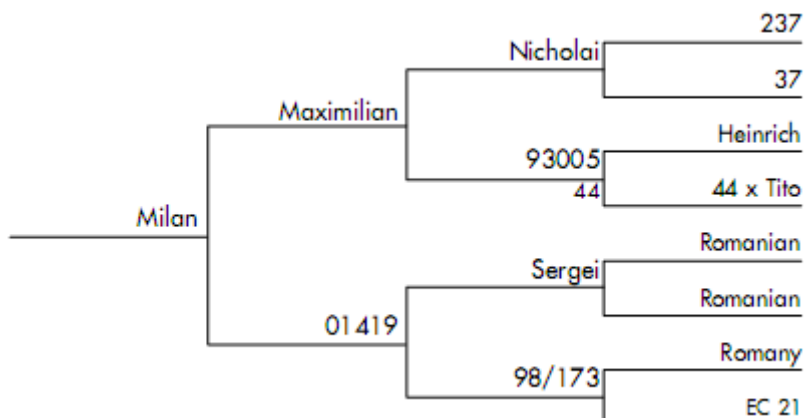 237
Nicholai
37
Maximilian
Heinrich
93005
44
44 x Tito
Milan
Romanian
Sergei
Romanian
01419
Romany
98/173
EC 21